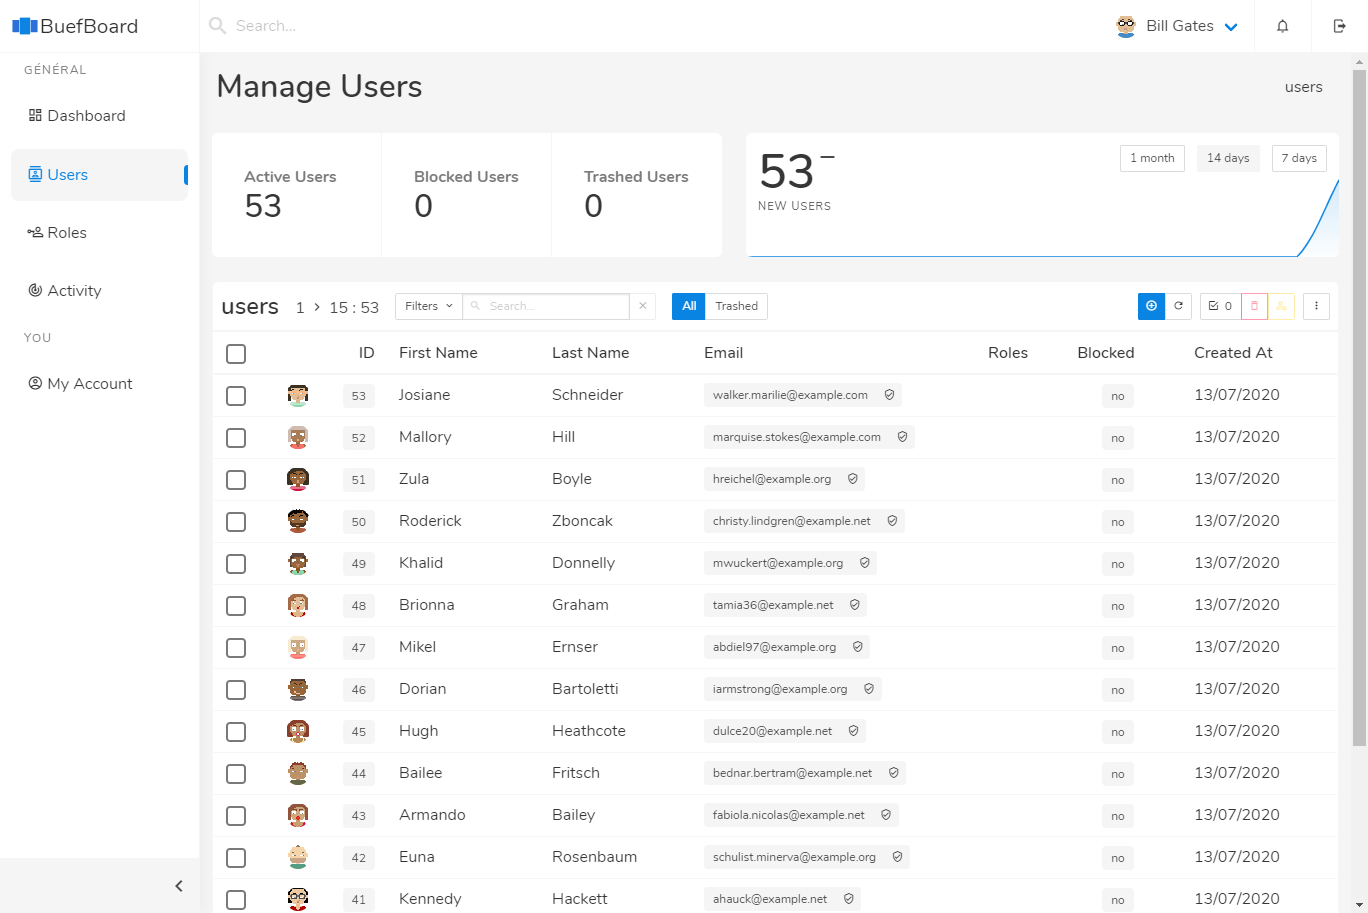 BuefBoard
Search...
Bill Gates
GÉNÉRAL
Dashboard
Users
Roles
Activity
YOU
My Account
Manage Users
users
Active Users
53
Blocked Users
0
Trashed Users
0
53 –
NEW USERS
1 month
14 days
7 days
users 1 > 15 : 53 Filters Search... All Trashed 0
ID First Name Last Name Email Roles Blocked Created At
53 Josiane Schneider walker.marilie@example.com no 13/07/2020
52 Mallory Hill marquise.stokes@example.com no 13/07/2020
51 Zula Boyle hreichel@example.org no 13/07/2020
50 Roderick Zboncak christy.lindgren@example.net no 13/07/2020
49 Khalid Donnelly mwuckert@example.org no 13/07/2020
48 Brionna Graham tamia36@example.net no 13/07/2020
47 Mikel Ernser abdiel97@example.org no 13/07/2020
46 Dorian Bartoletti iarmstrong@example.org no 13/07/2020
45 Hugh Heathcote dulce20@example.net no 13/07/2020
44 Bailee Fritsch bednar.bertram@example.net no 13/07/2020
43 Armando Bailey fabiola.nicolas@example.net no 13/07/2020
42 Euna Rosenbaum schulist.minerva@example.org no 13/07/2020
41 Kennedy Hackett ahauck@example.net no 13/07/2020